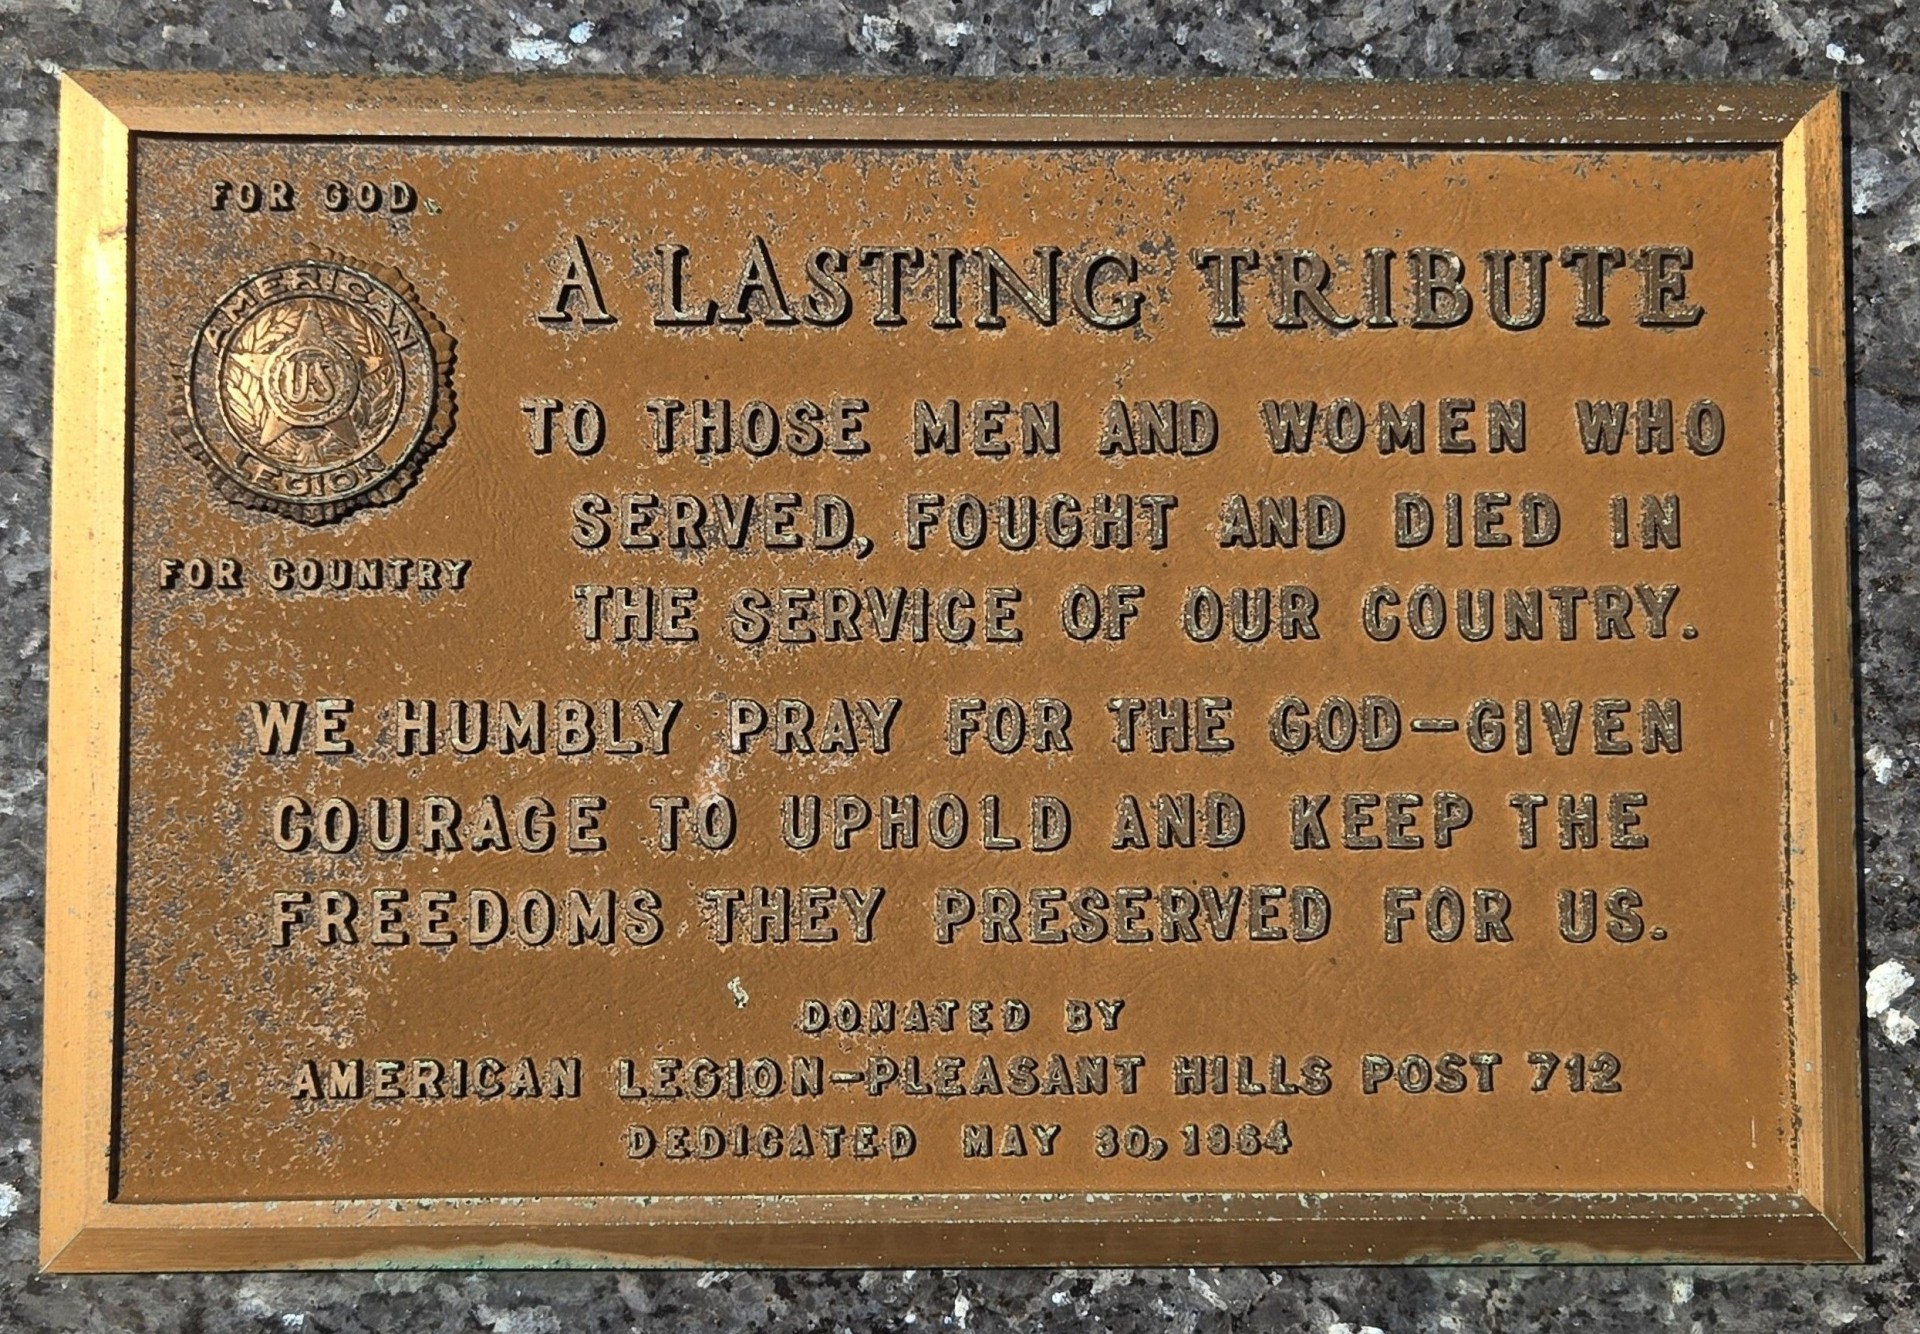 FOR GOD
AMERICAN
US
LEGION
FOR COUNTRY
A LASTING TRIBUTE
TO THOSE MEN AND WOMEN WHO
SERVED, FOUGHT AND DIED IN
THE SERVICE OF OUR COUNTRY.
WE HUMBLY PRAY FOR THE GOD-GIVEN
COURAGE TO UPHOLD AND KEEP THE
FREEDOMS THEY PRESERVED FOR US.
DONATED BY
AMERICAN LEGION-PLEASANT HILLS POST 712
DEDICATED MAY 30, 1964